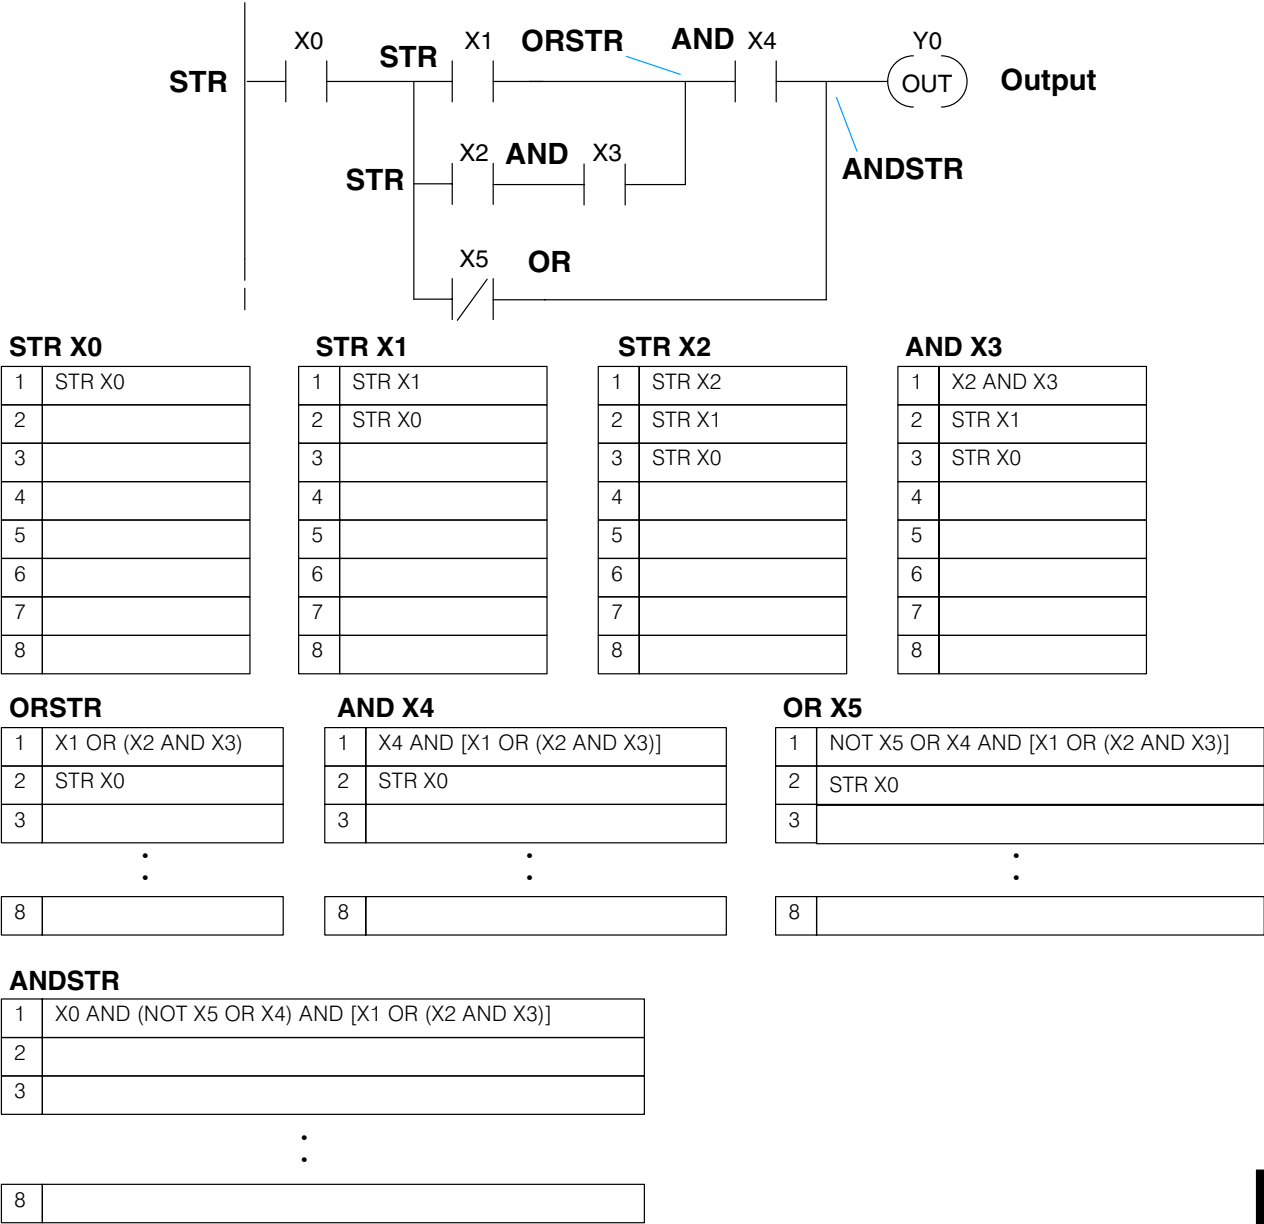 X0 STR X1 ORSTR AND X4 Y0
STR OUT Output
X2 AND X3 ANDSTR
STR
X5 OR
STR X0 STR X1 STR X2 AND X3
1 STR X0 1 STR X1 1 STR X2 1 X2 AND X3
2 2 STR X0 2 STR X1 2 STR X1
3 3 3 STR X0 3 STR X0
4 4 4 4
5 5 5 5
6 6 6 6
7 7 7 7
8 8 8 8
ORSTR AND X4 OR X5
1 X1 OR (X2 AND X3) 1 X4 AND [X1 OR (X2 AND X3)] 1 NOT X5 OR X4 AND [X1 OR (X2 AND X3)]
2 STR X0 2 STR X0 2 STR X0
3 3 3
8 8 8
ANDSTR
1 X0 AND (NOT X5 OR X4) AND [X1 OR (X2 AND X3)]
2
3
8